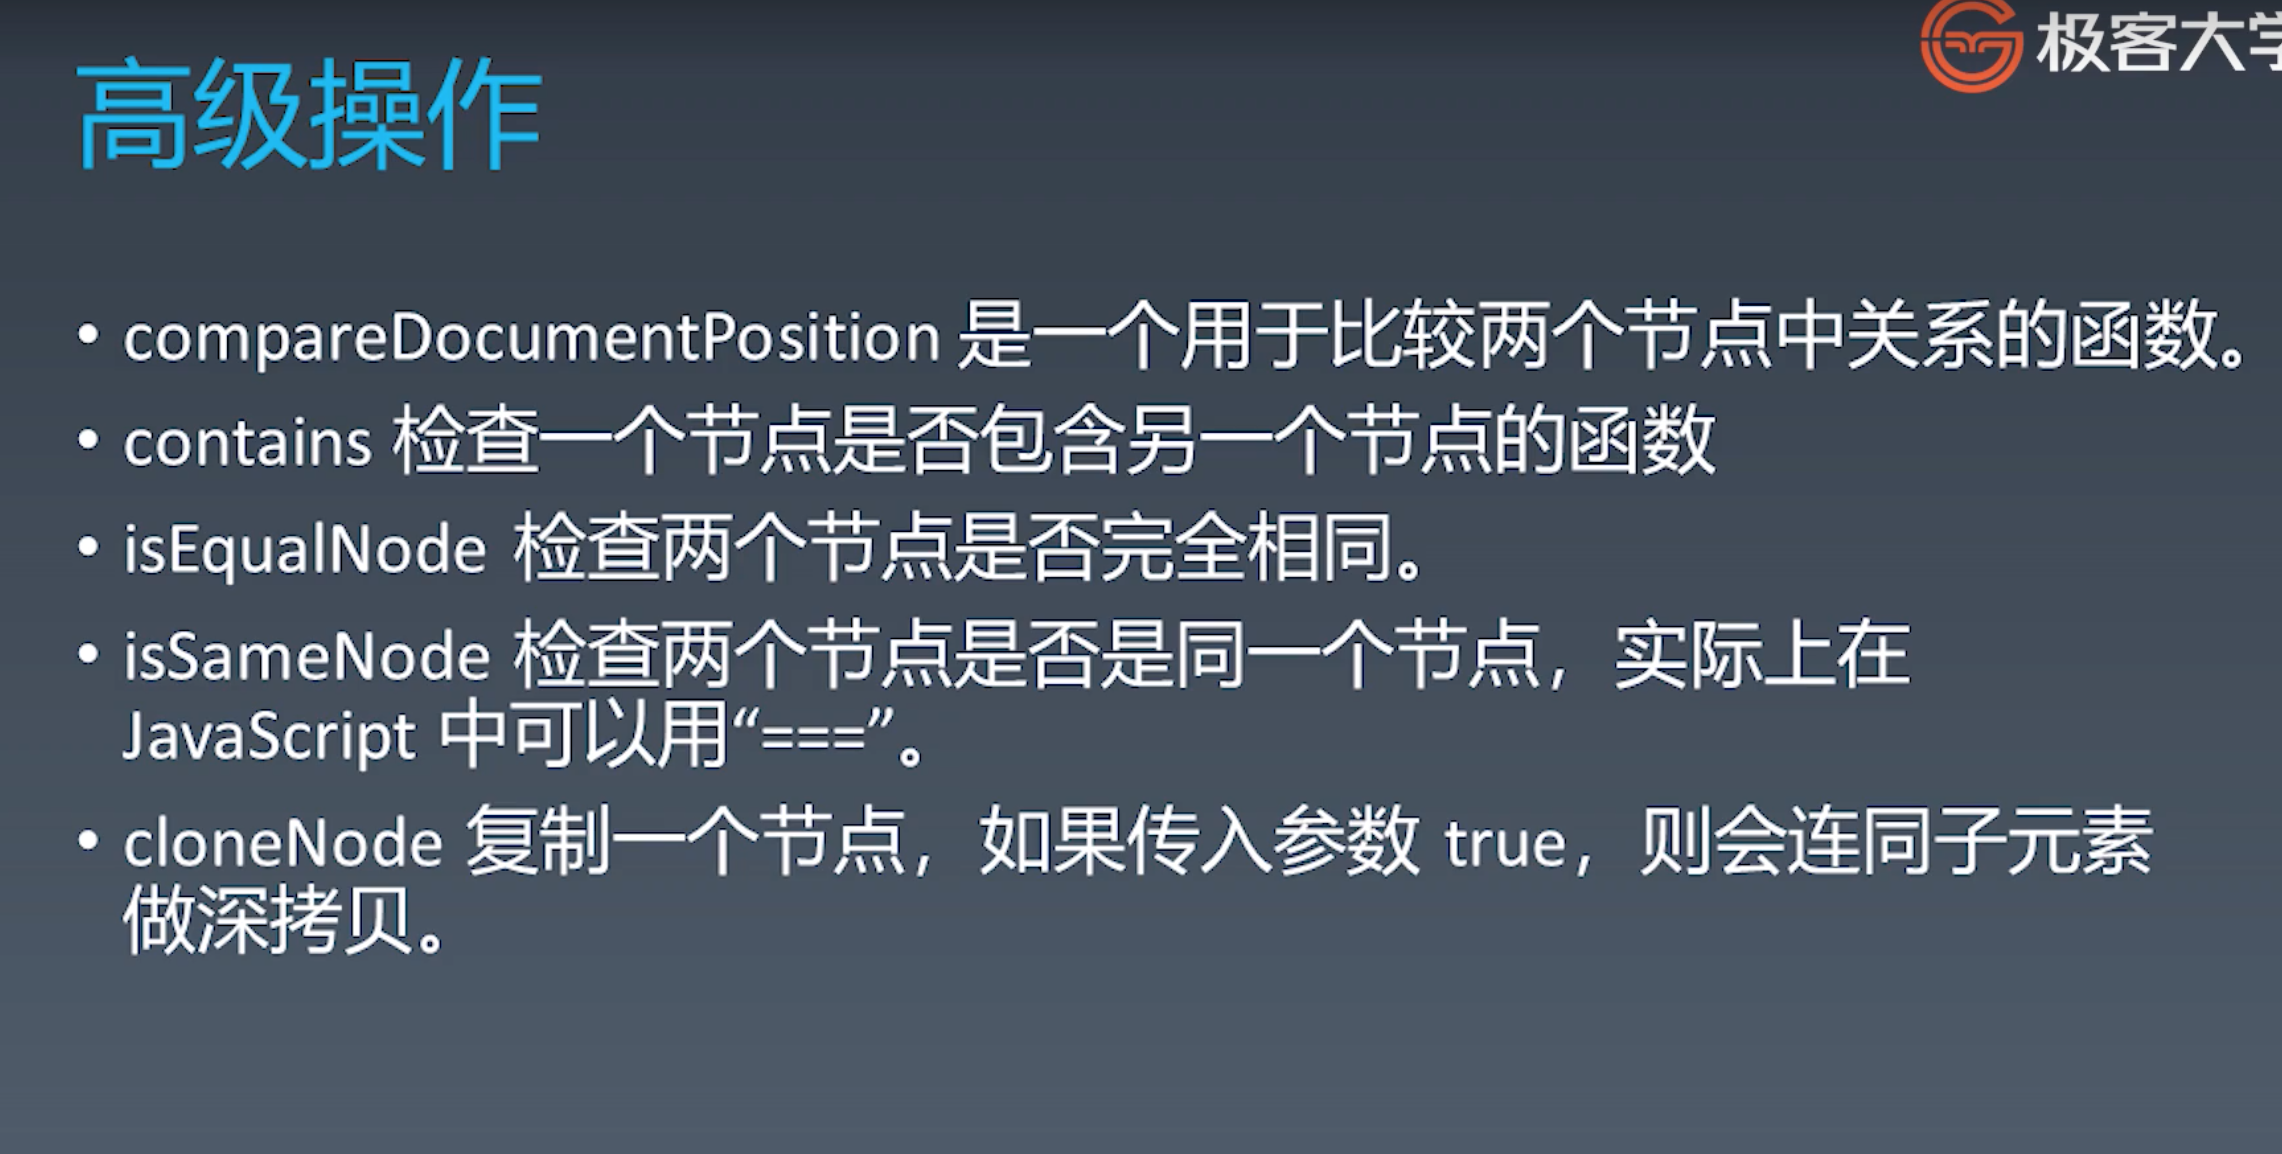 极客大学
高级操作
• compareDocumentPosition 是一个用于比较两个节点中关系的函数。
• contains 检查一个节点是否包含另一个节点的函数
• isEqualNode 检查两个节点是否完全相同。
• isSameNode 检查两个节点是否是同一个节点，实际上在
JavaScript 中可以用“===”。
• cloneNode 复制一个节点，如果传入参数 true，则会连同子元素
做深拷贝。